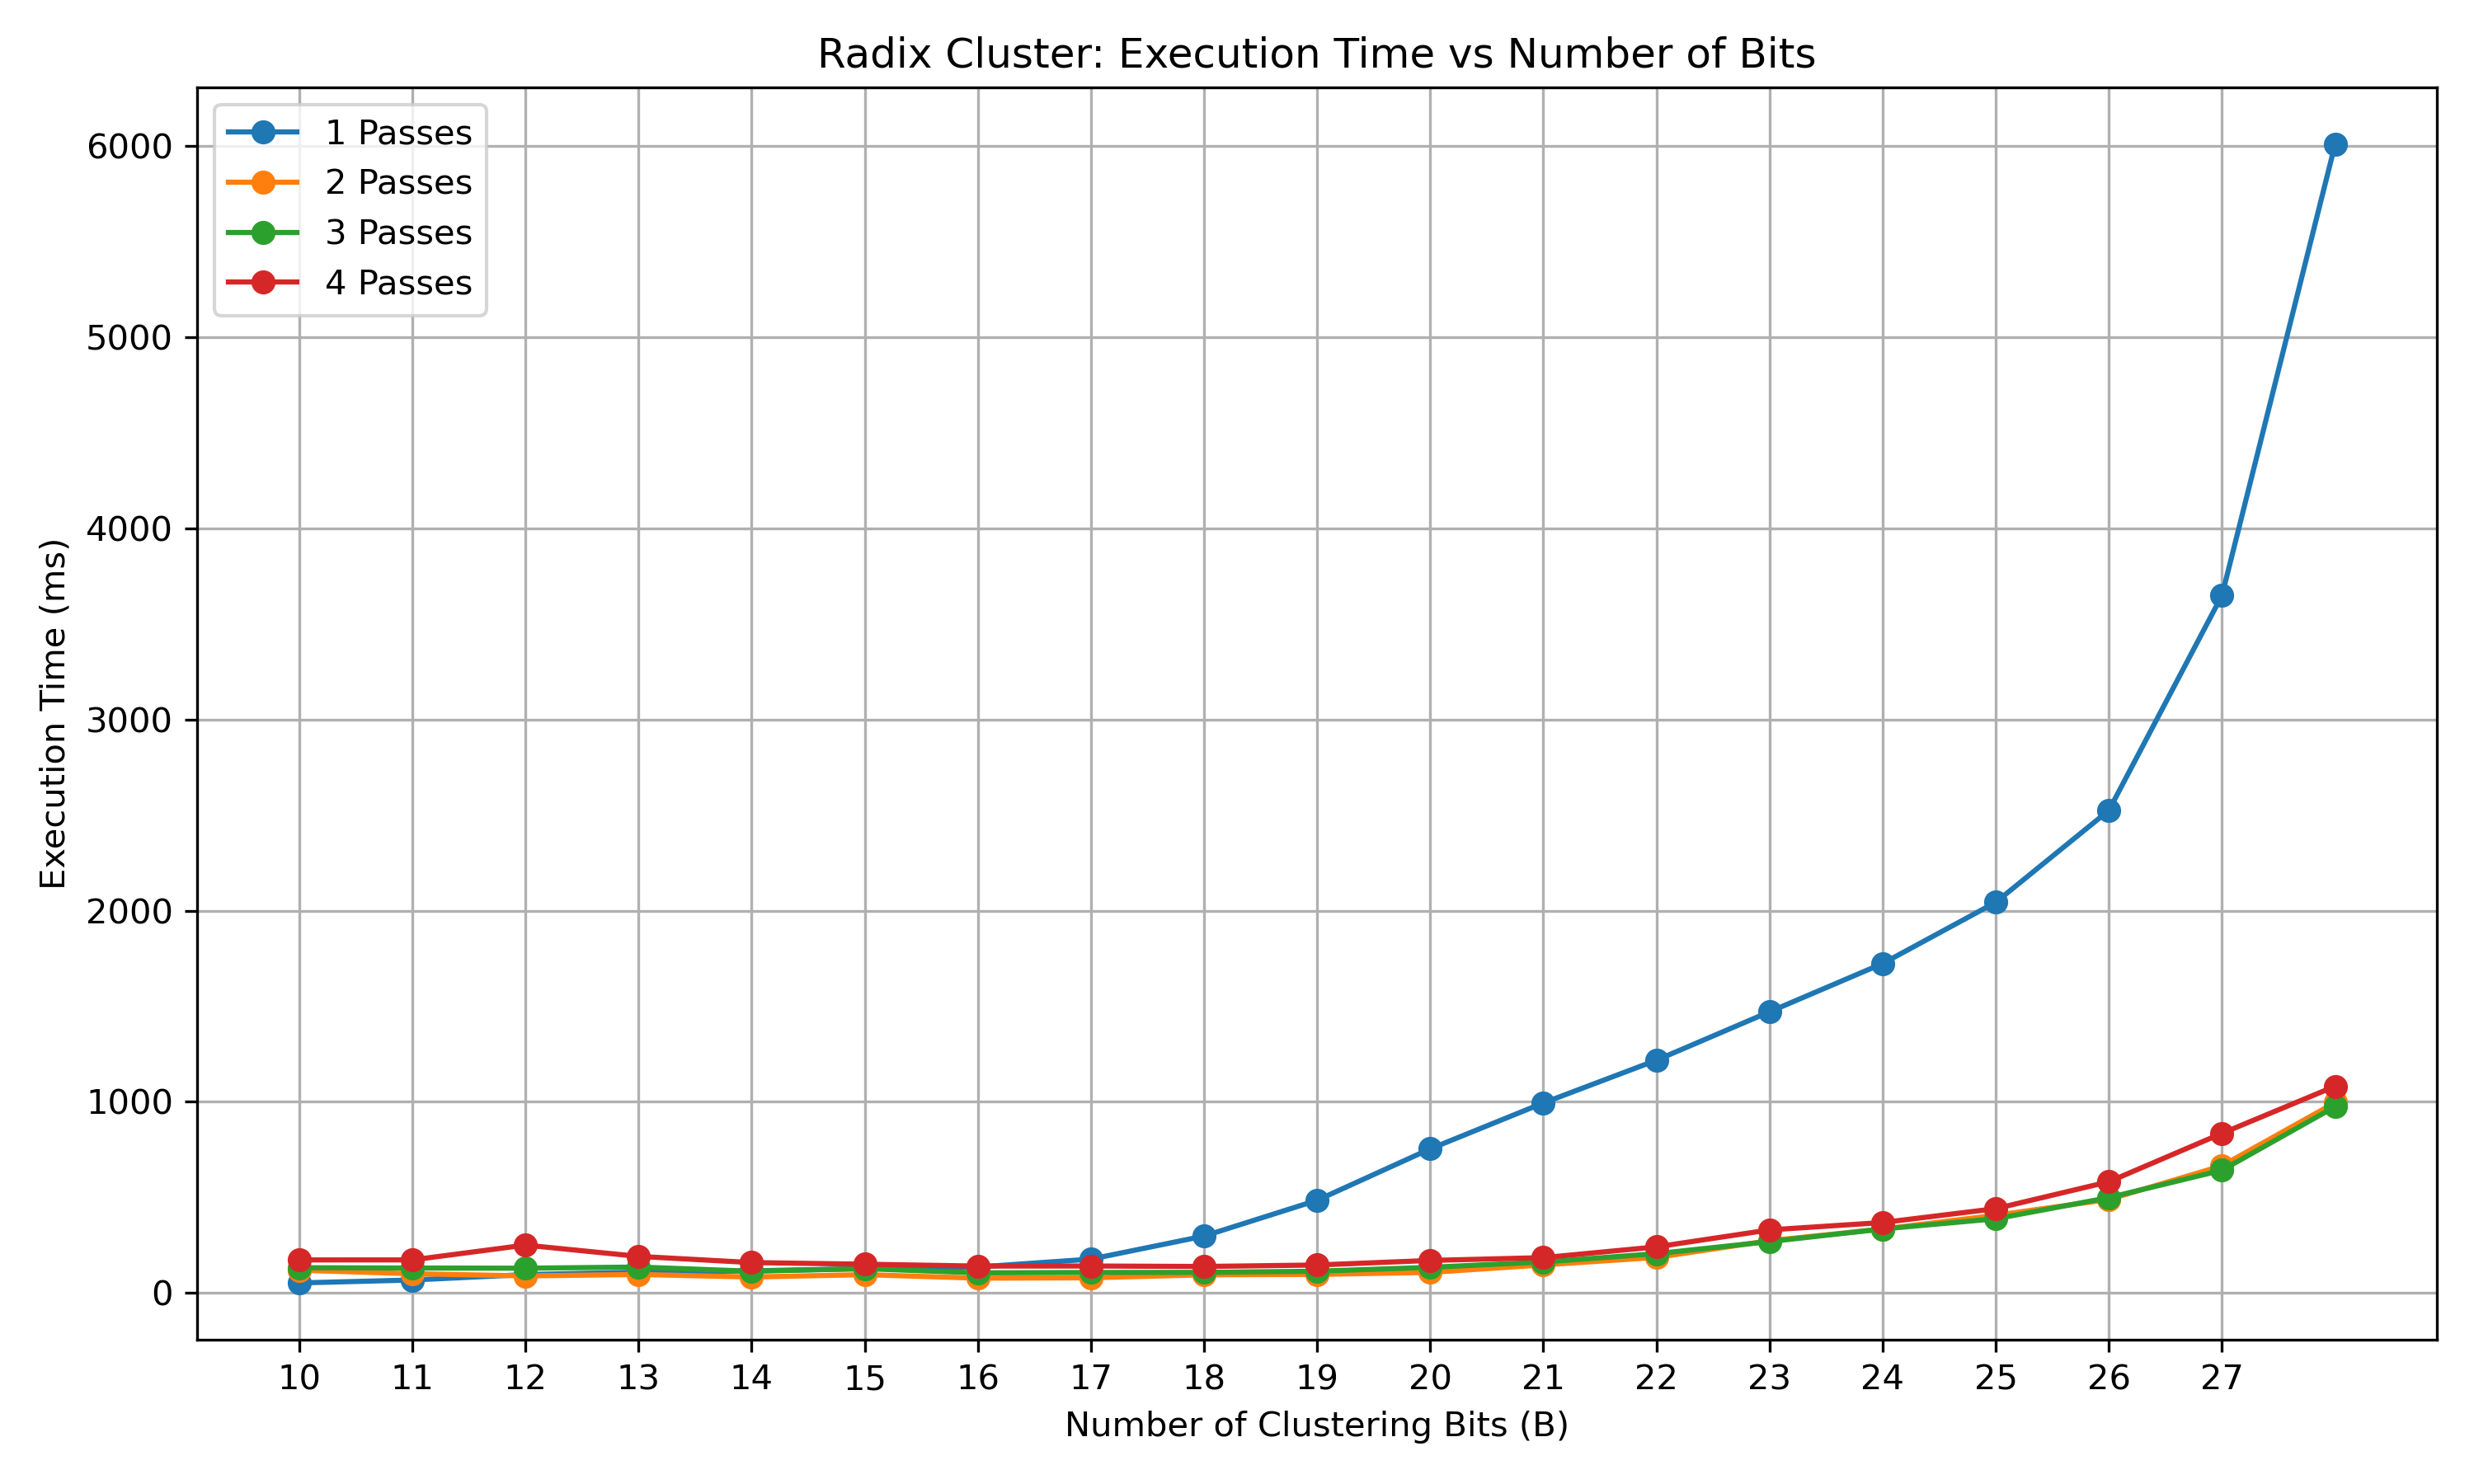 Radix Cluster: Execution Time vs Number of Bits
1 Passes
2 Passes
3 Passes
4 Passes
Execution Time (ms)
6000
5000
4000
3000
2000
1000
0
10 11 12 13 14 15 16 17 18 19 20 21 22 23 24 25 26 27
Number of Clustering Bits (B)